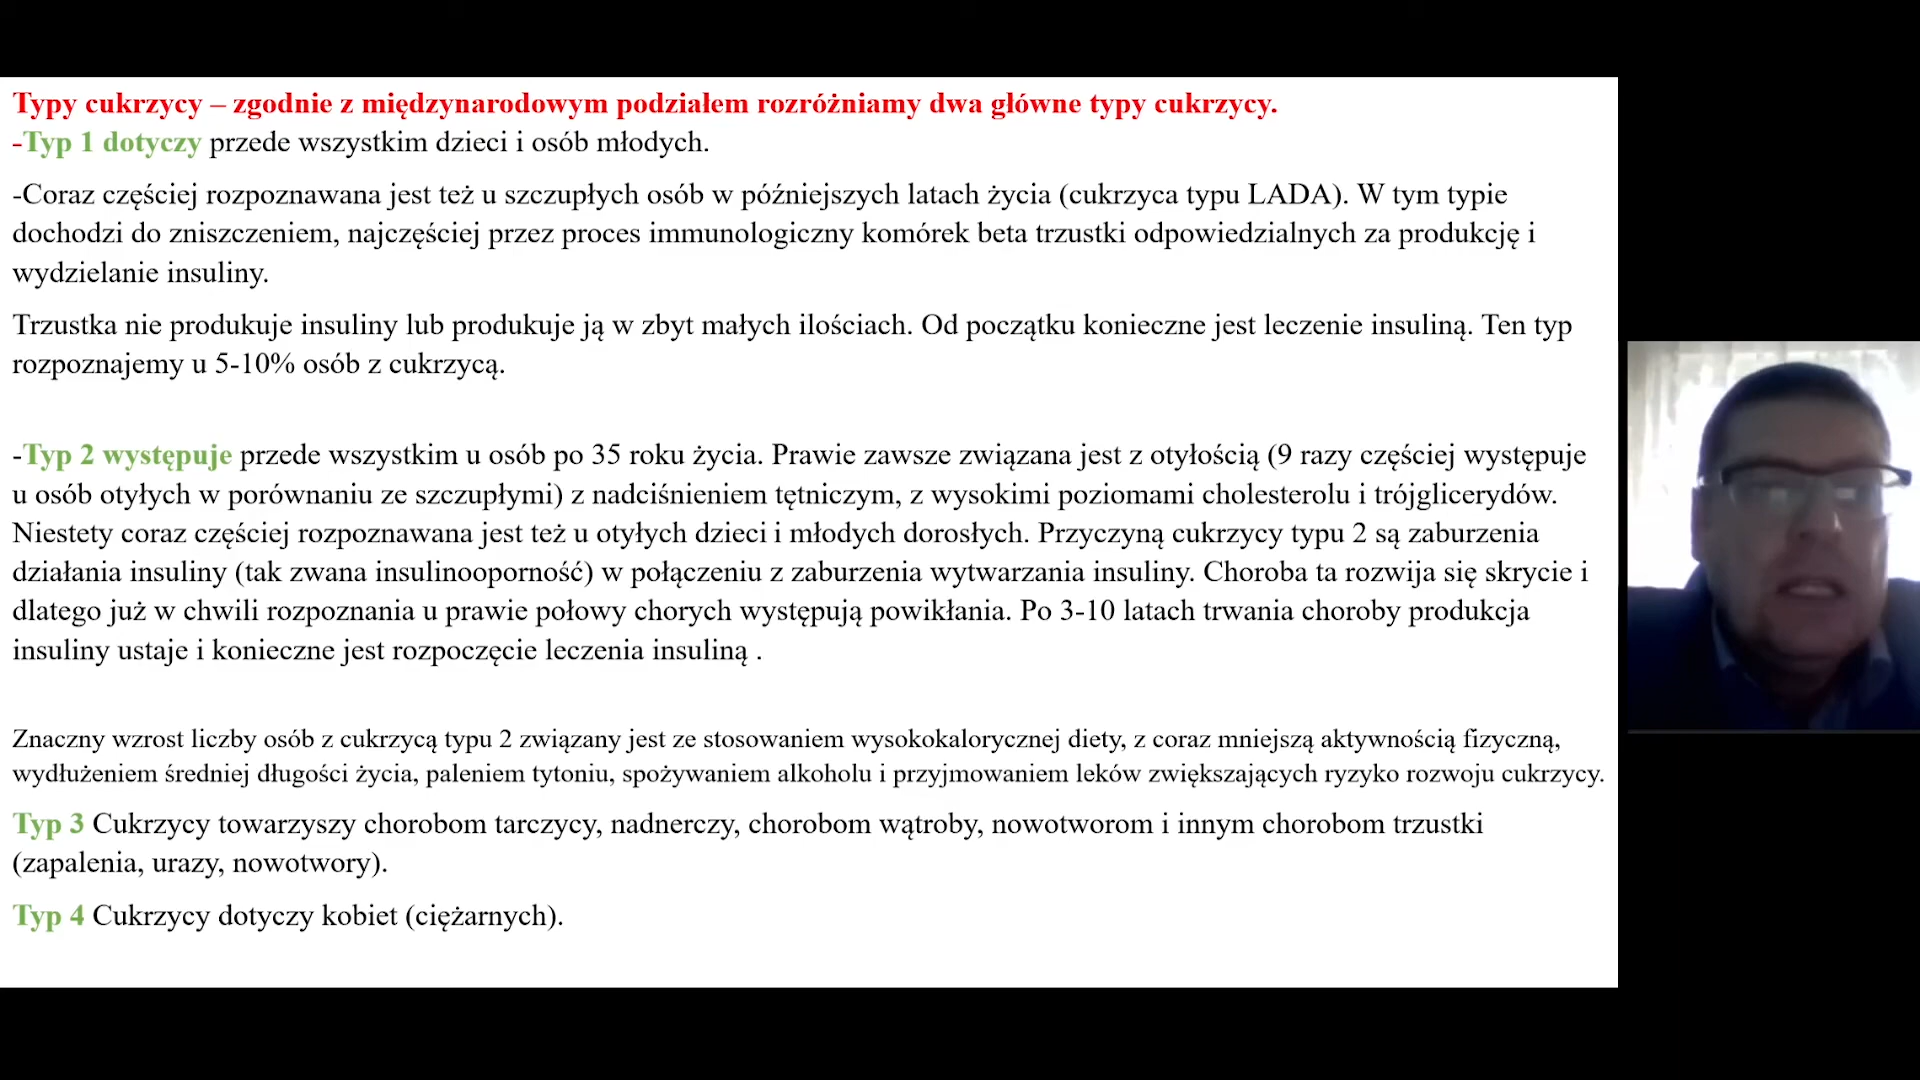 Typy cukrzycy – zgodnie z międzynarodowym podziałem rozróżniamy dwa główne typy cukrzycy.
-Typ 1 dotyczy przede wszystkim dzieci i osób młodych.
-Coraz częściej rozpoznawana jest też u szczupłych osób w późniejszych latach życia (cukrzyca typu LADA). W tym typie
dochodzi do zniszczeniem, najczęściej przez proces immunologiczny komórek beta trzustki odpowiedzialnych za produkcję i
wydzielanie insuliny.
Trzustka nie produkuje insuliny lub produkuje ją w zbyt małych ilościach. Od początku konieczne jest leczenie insuliną. Ten typ
rozpoznajemy u 5-10% osób z cukrzycą.
-Typ 2 występuje przede wszystkim u osób po 35 roku życia. Prawie zawsze związana jest z otyłością (9 razy częściej występuje
u osób otyłych w porównaniu ze szczupłymi) z nadciśnieniem tętniczym, z wysokimi poziomami cholesterolu i trójglicerydów.
Niestety coraz częściej rozpoznawana jest też u otyłych dzieci i młodych dorosłych. Przyczyną cukrzycy typu 2 są zaburzenia
działania insuliny (tak zwana insulinooporność) w połączeniu z zaburzenia wytwarzania insuliny. Choroba ta rozwija się skrycie i
dlatego już w chwili rozpoznania u prawie połowy chorych występują powikłania. Po 3-10 latach trwania choroby produkcja
insuliny ustaje i konieczne jest rozpoczęcie leczenia insuliną .
Znaczny wzrost liczby osób z cukrzycą typu 2 związany jest ze stosowaniem wysokokalorycznej diety, z coraz mniejszą aktywnością fizyczną,
wydłużeniem średniej długości życia, paleniem tytoniu, spożywaniem alkoholu i przyjmowaniem leków zwiększających ryzyko rozwoju cukrzycy.
Typ 3 Cukrzycy towarzyszy chorobom tarczycy, nadnerczy, chorobom wątroby, nowotworom i innym chorobom trzustki
(zapalenia, urazy, nowotwory).
Typ 4 Cukrzycy dotyczy kobiet (ciężarnych).